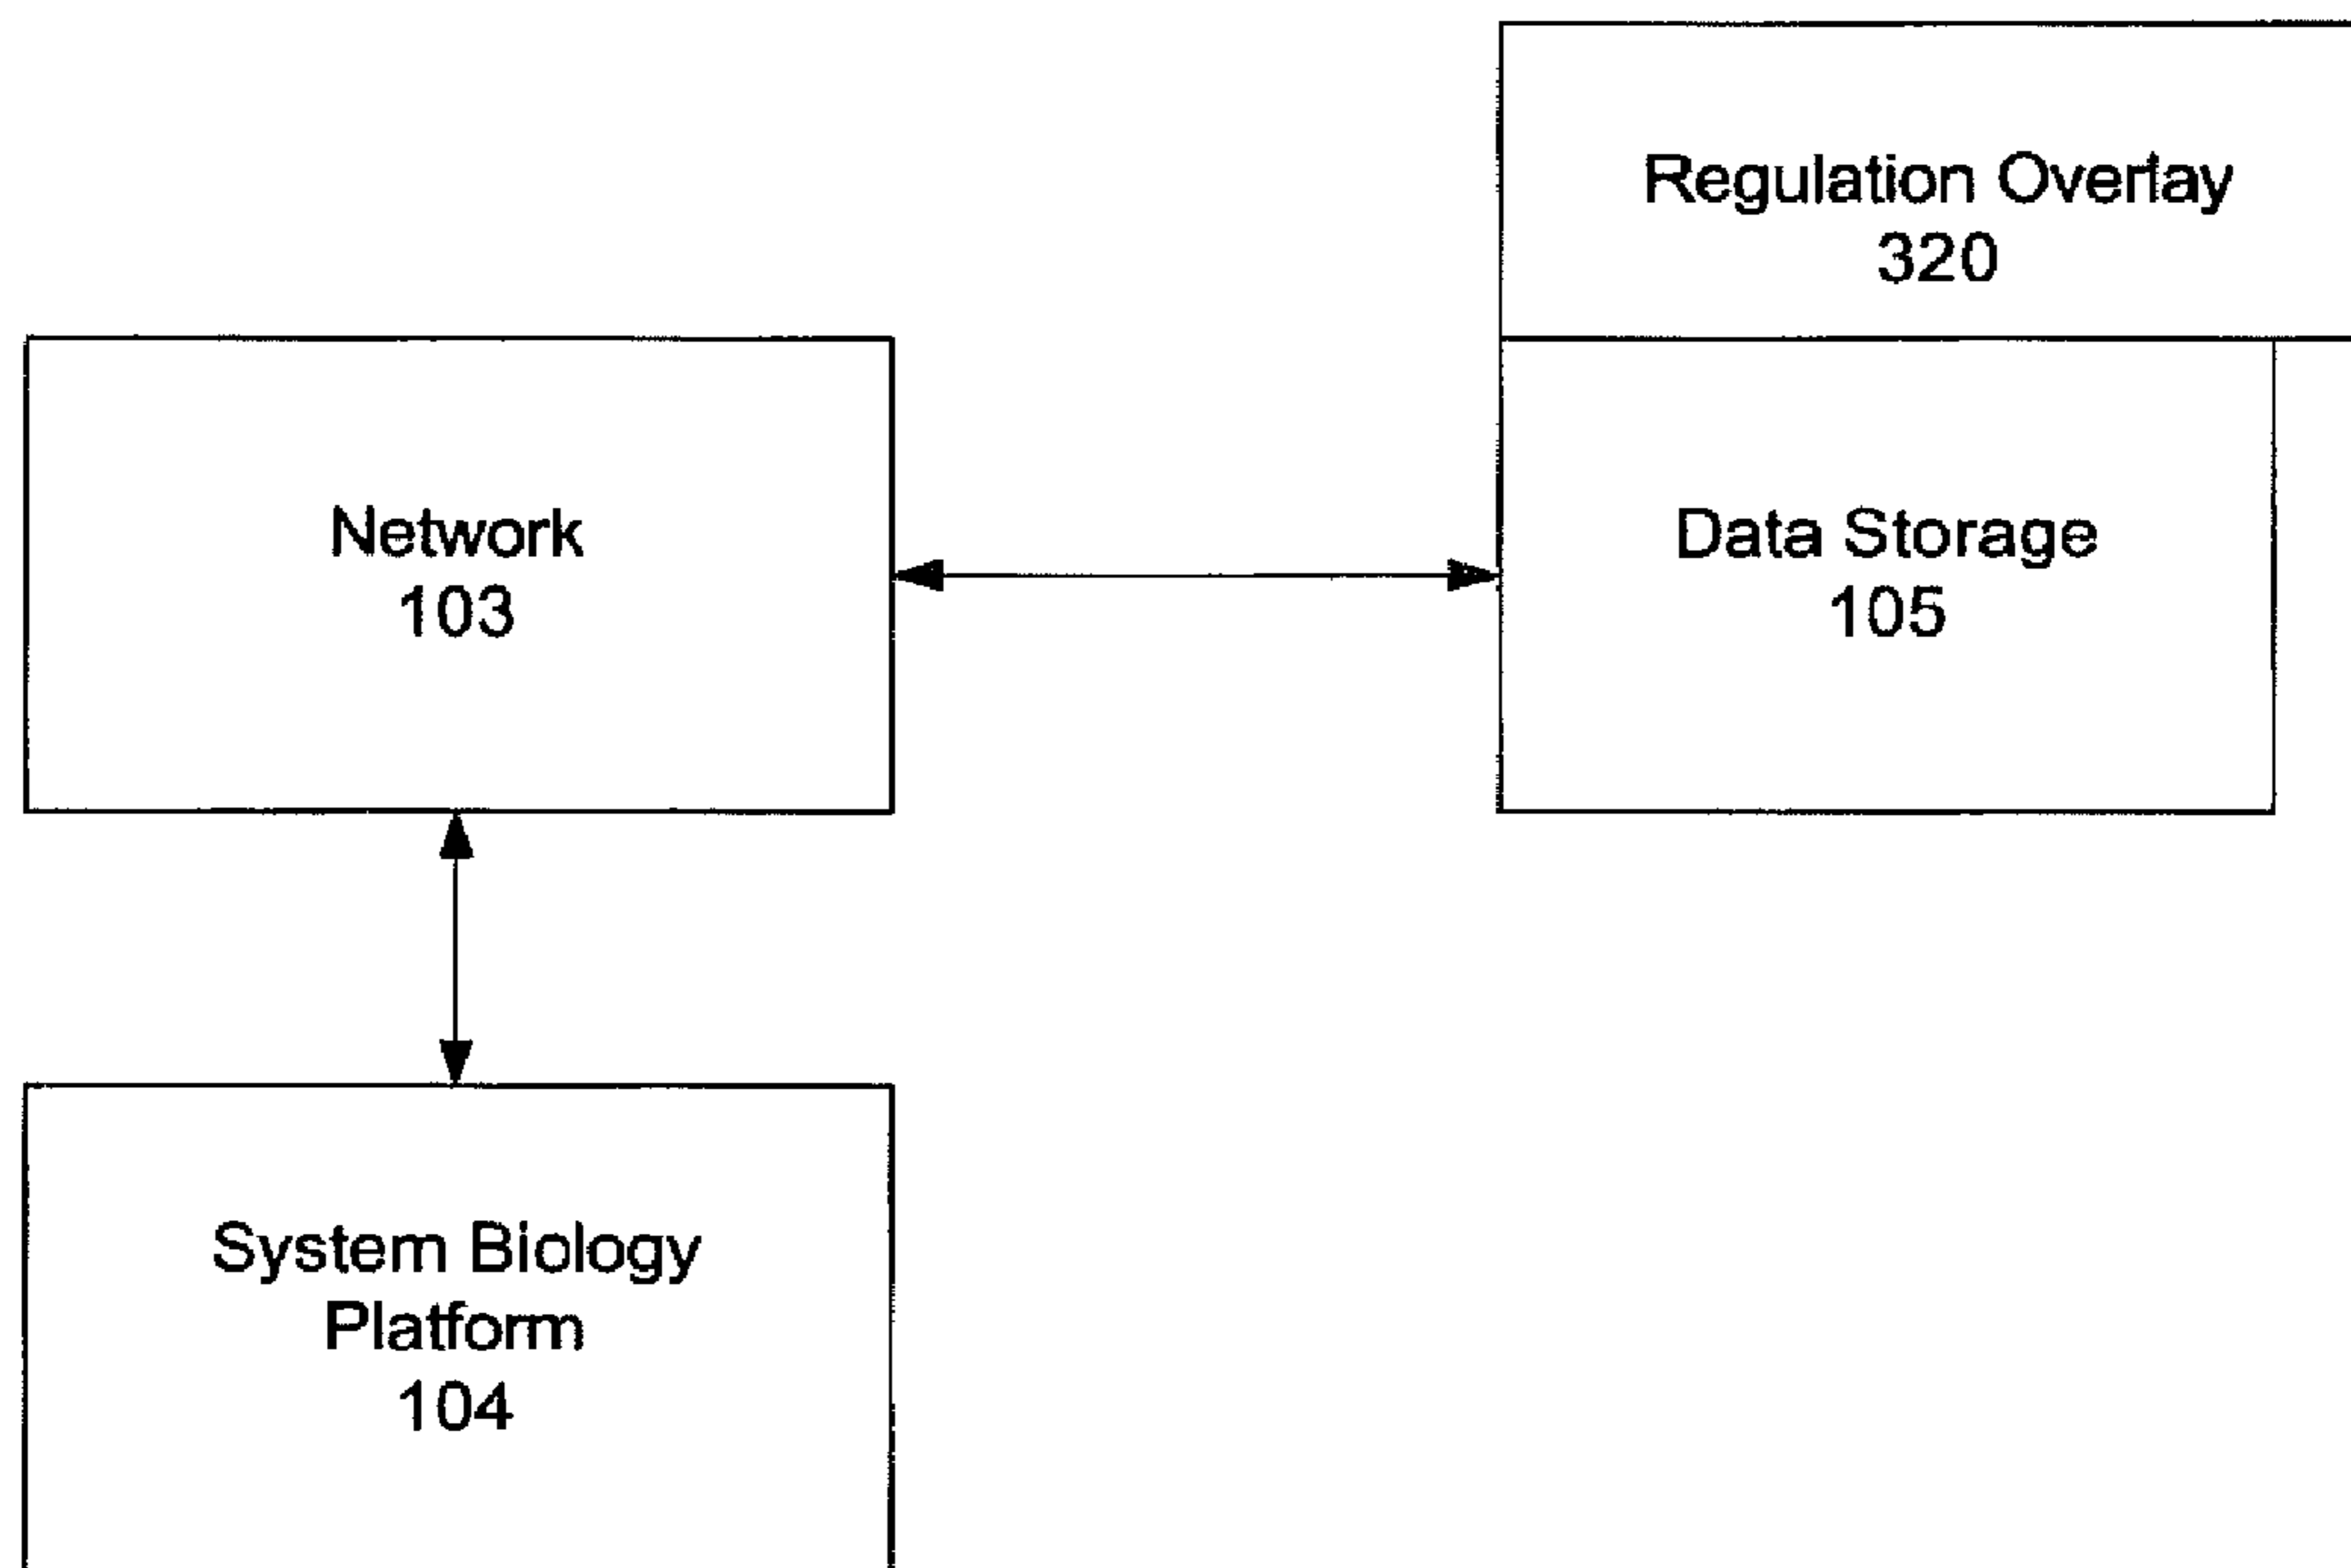 Regulation Overlay
320
Network
103
Data Storage
105
System Biology
Platform
104